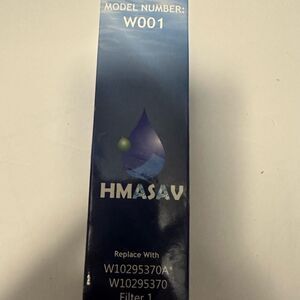 MODEL NUMBER:
W001
HMASAV
Replace With
W10295370A*
W10295370
Filter 1